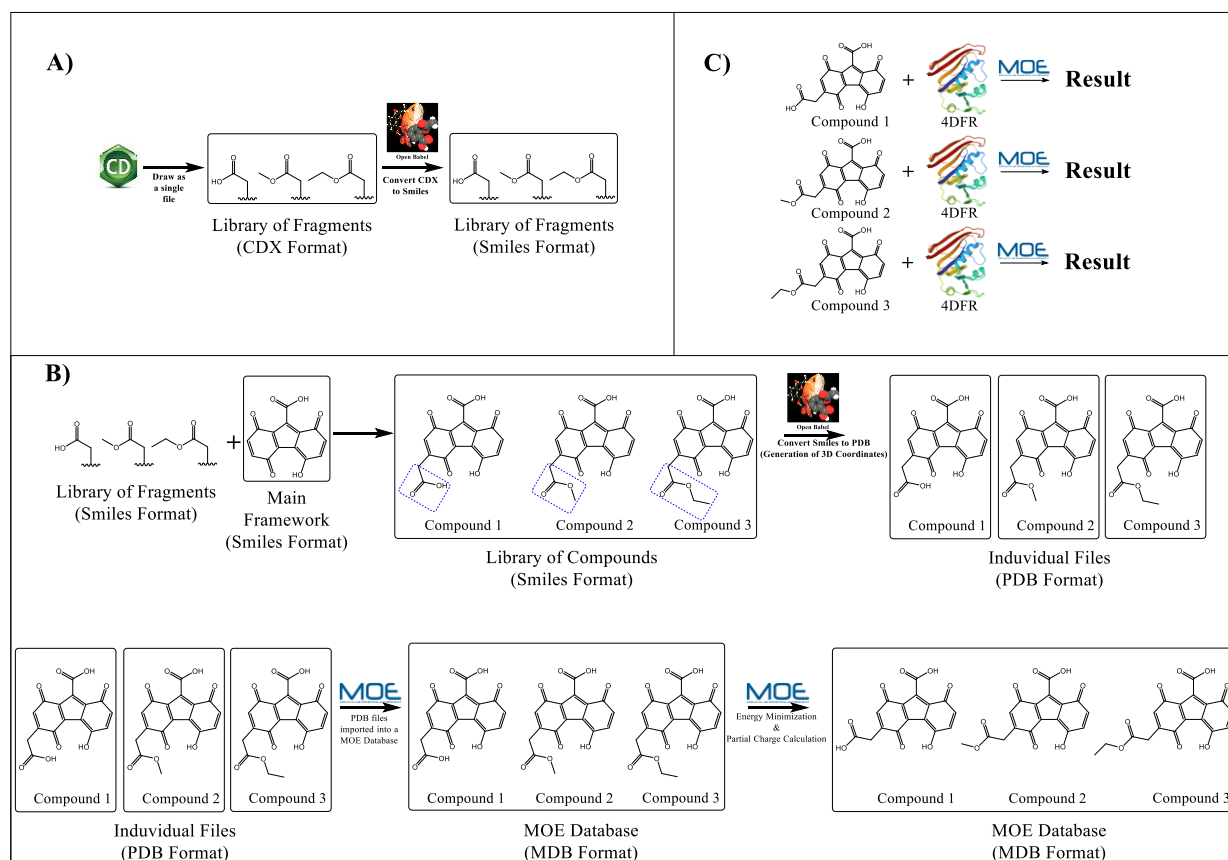 A)
CD
Draw as
a single
file
O
HO
O
O
O
O
Library of Fragments
(CDX Format)
Open Babel
Convert CDX
to Smiles
O
HO
O
O
O
O
Library of Fragments
(Smiles Format)
C)
O
OH
O
O
O
HO
O
HO
Compound 1
+
4DFR
MOE
Result
O
OH
O
O
O
O
O
HO
Compound 2
+
4DFR
MOE
Result
O
OH
O
O
O
O
O
HO
Compound 3
+
4DFR
MOE
Result
B)
O
HO
O
O
O
O
Library of Fragments
(Smiles Format)
+
O
OH
O
O
O
HO
Main
Framework
(Smiles Format)
O
OH
O
O
O
OH
O
OH
Compound 1
O
OH
O
O
O
OH
O
O
Compound 2
O
OH
O
O
O
OH
O
O
Compound 3
Library of Compounds
(Smiles Format)
Open Babel
Convert Smiles to PDB
(Generation of 3D Coordinates)
O
OH
O
O
O
HO
O
OH
Compound 1
O
OH
O
O
O
HO
O
O
Compound 2
O
OH
O
O
O
HO
O
O
Compound 3
Induvidual Files
(PDB Format)
O
OH
O
O
O
HO
O
OH
Compound 1
O
OH
O
O
O
HO
O
O
Compound 2
O
OH
O
O
O
HO
O
O
Compound 3
Induvidual Files
(PDB Format)
MOE
PDB files
imported into a
MOE Database
O
OH
O
O
O
HO
O
OH
Compound 1
O
OH
O
O
O
HO
O
O
Compound 2
O
OH
O
O
O
HO
O
O
Compound 3
MOE Database
(MDB Format)
MOE
Energy Minimization
&
Partial Charge Calculation
O
OH
O
O
O
HO
O
HO
Compound 1
O
OH
O
O
O
O
O
HO
Compound 2
O
OH
O
O
O
O
O
HO
Compound 3
MOE Database
(MDB Format)